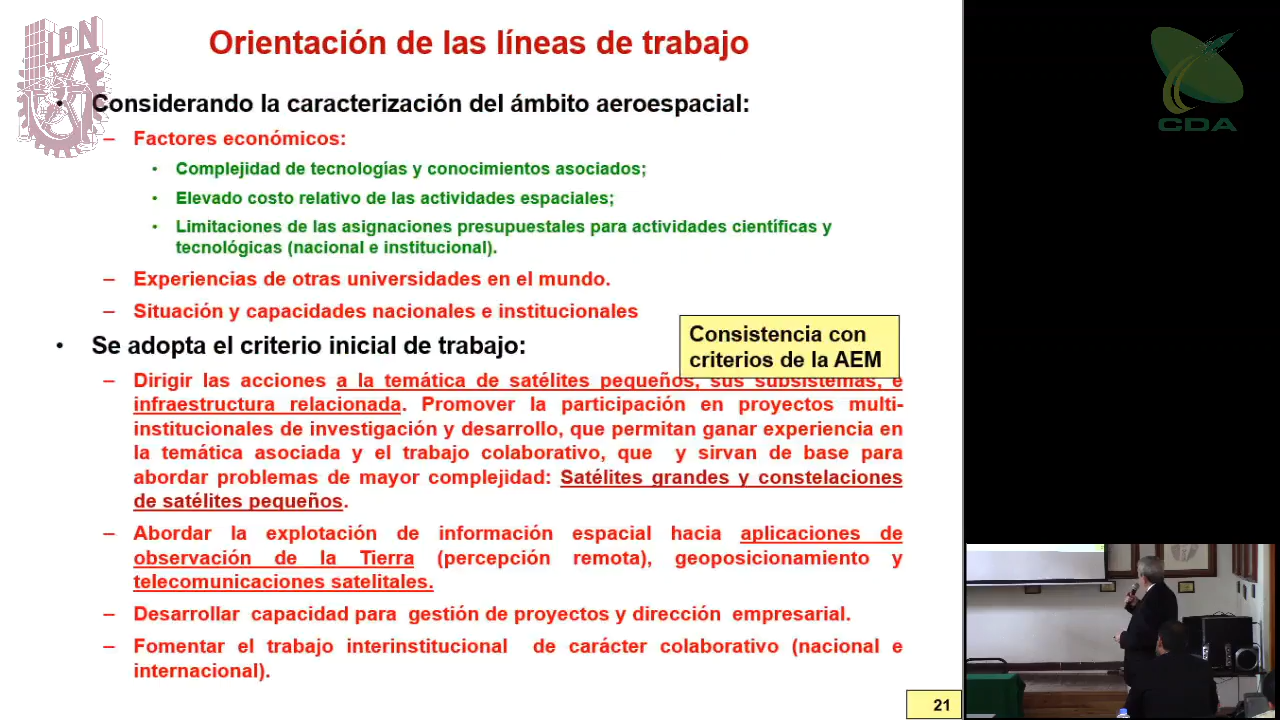 IPN
Orientación de las líneas de trabajo
CDA
• Considerando la caracterización del ámbito aeroespacial:
– Factores económicos:
• Complejidad de tecnologías y conocimientos asociados;
• Elevado costo relativo de las actividades espaciales;
• Limitaciones de las asignaciones presupuestales para actividades científicas y
tecnológicas (nacional e institucional).
– Experiencias de otras universidades en el mundo.
– Situación y capacidades nacionales e institucionales
Consistencia con
criterios de la AEM
• Se adopta el criterio inicial de trabajo:
– Dirigir las acciones a la temática de satélites pequeños, sus subsistemas, e
infraestructura relacionada. Promover la participación en proyectos multi-
institucionales de investigación y desarrollo, que permitan ganar experiencia en
la temática asociada y el trabajo colaborativo, que y sirvan de base para
abordar problemas de mayor complejidad: Satélites grandes y constelaciones
de satélites pequeños.
– Abordar la explotación de información espacial hacia aplicaciones de
observación de la Tierra (percepción remota), geoposicionamiento y
telecomunicaciones satelitales.
– Desarrollar capacidad para gestión de proyectos y dirección empresarial.
– Fomentar el trabajo interinstitucional de carácter colaborativo (nacional e
internacional).
21